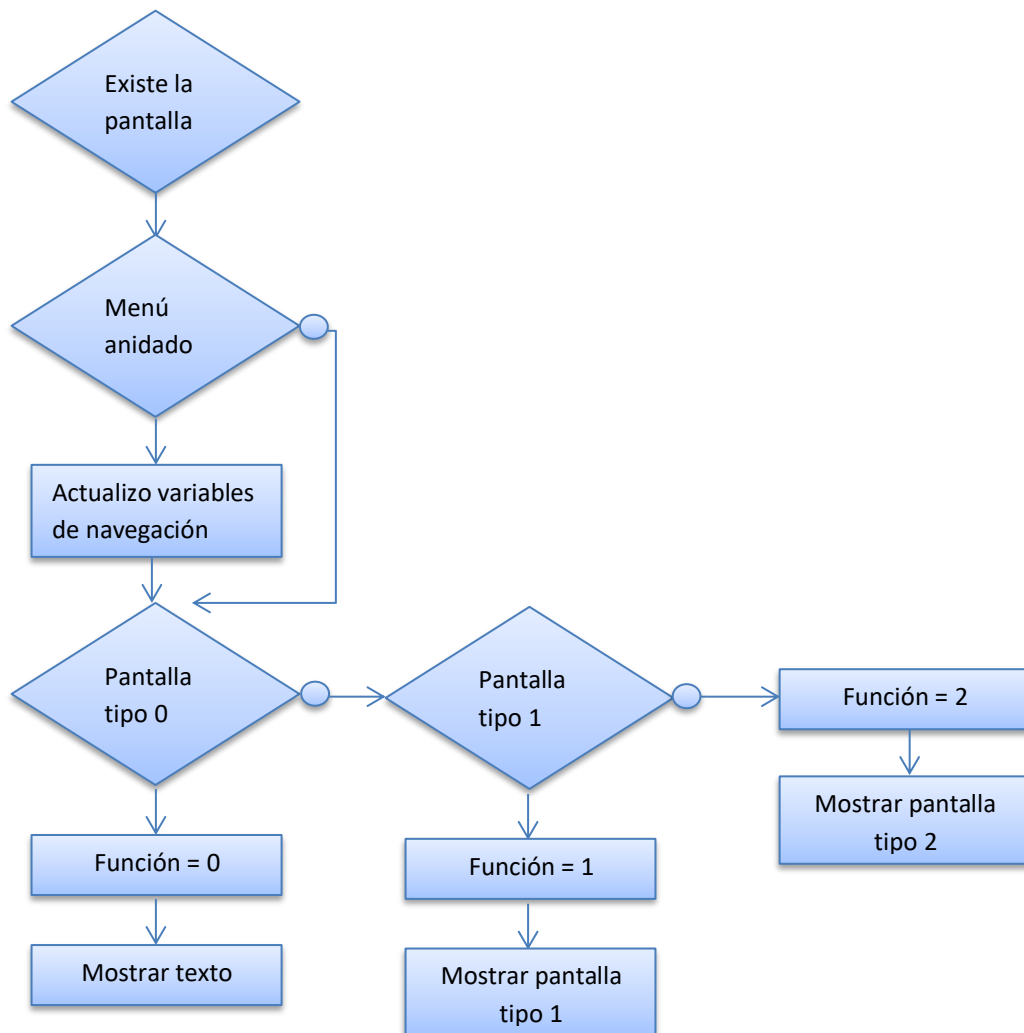 Existe la
pantalla
Menú
anidado
Actualizo variables
de navegación
Pantalla
tipo 0
Pantalla
tipo 1
Función = 2
Mostrar pantalla
tipo 2
Función = 0
Función = 1
Mostrar texto
Mostrar pantalla
tipo 1